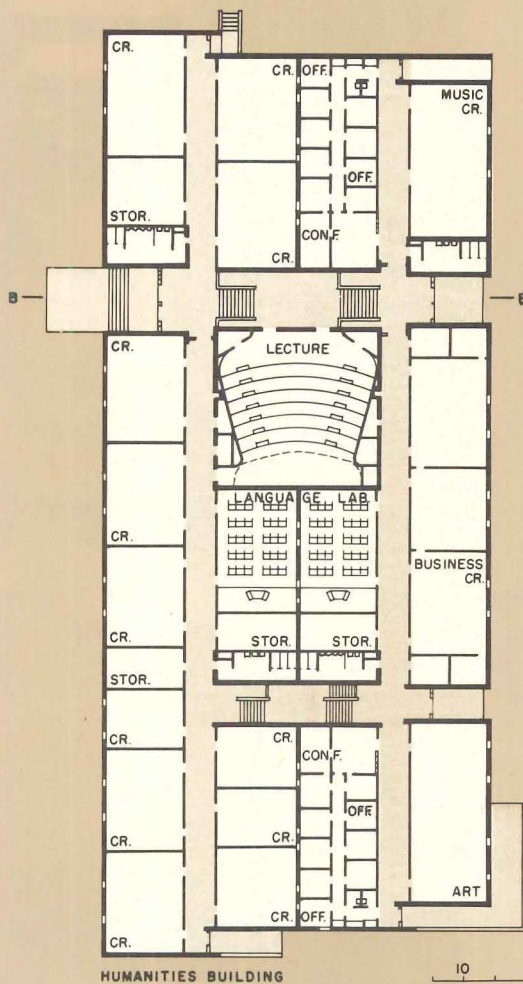 CR.
CR.
OFF.
MUSIC
CR.
OFF.
STOR.
CR.
CONF.
B
B
CR.
LECTURE
LANGUAGE LAB
CR.
BUSINESS
CR.
CR.
STOR.
STOR.
STOR.
CR.
CR.
CONF.
CR.
CR.
OFF.
CR.
CR.
OFF.
ART
CR.
HUMANITIES BUILDING
10